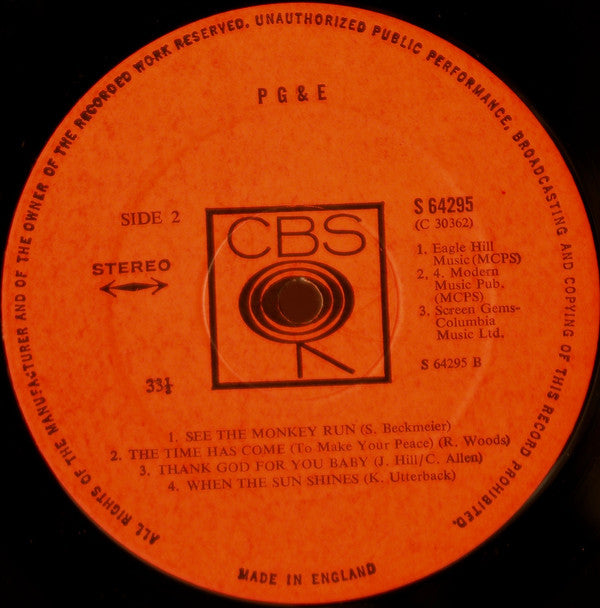 ALL RIGHTS OF THE MANUFACTURER AND OF THE OWNER OF THE RECORDED WORK RESERVED. UNAUTHORIZED PUBLIC PERFORMANCE, BROADCASTING AND COPYING OF THIS RECORD PROHIBITED.
PG&E
SIDE 2
STEREO
33⅓
CBS
S 64295
(C 30362)
1. Eagle Hill
Music (MCPS)
2, 4. Modern
Music Pub.
(MCPS)
3. Screen Gems-
Columbia
Music Ltd.
S 64295 B
1. SEE THE MONKEY RUN (S. Beckmeier)
2. THE TIME HAS COME (To Make Your Peace) (R. Woods)
3. THANK GOD FOR YOU BABY (J. Hill/C. Allen)
4. WHEN THE SUN SHINES (K. Utterback)
MADE IN ENGLAND